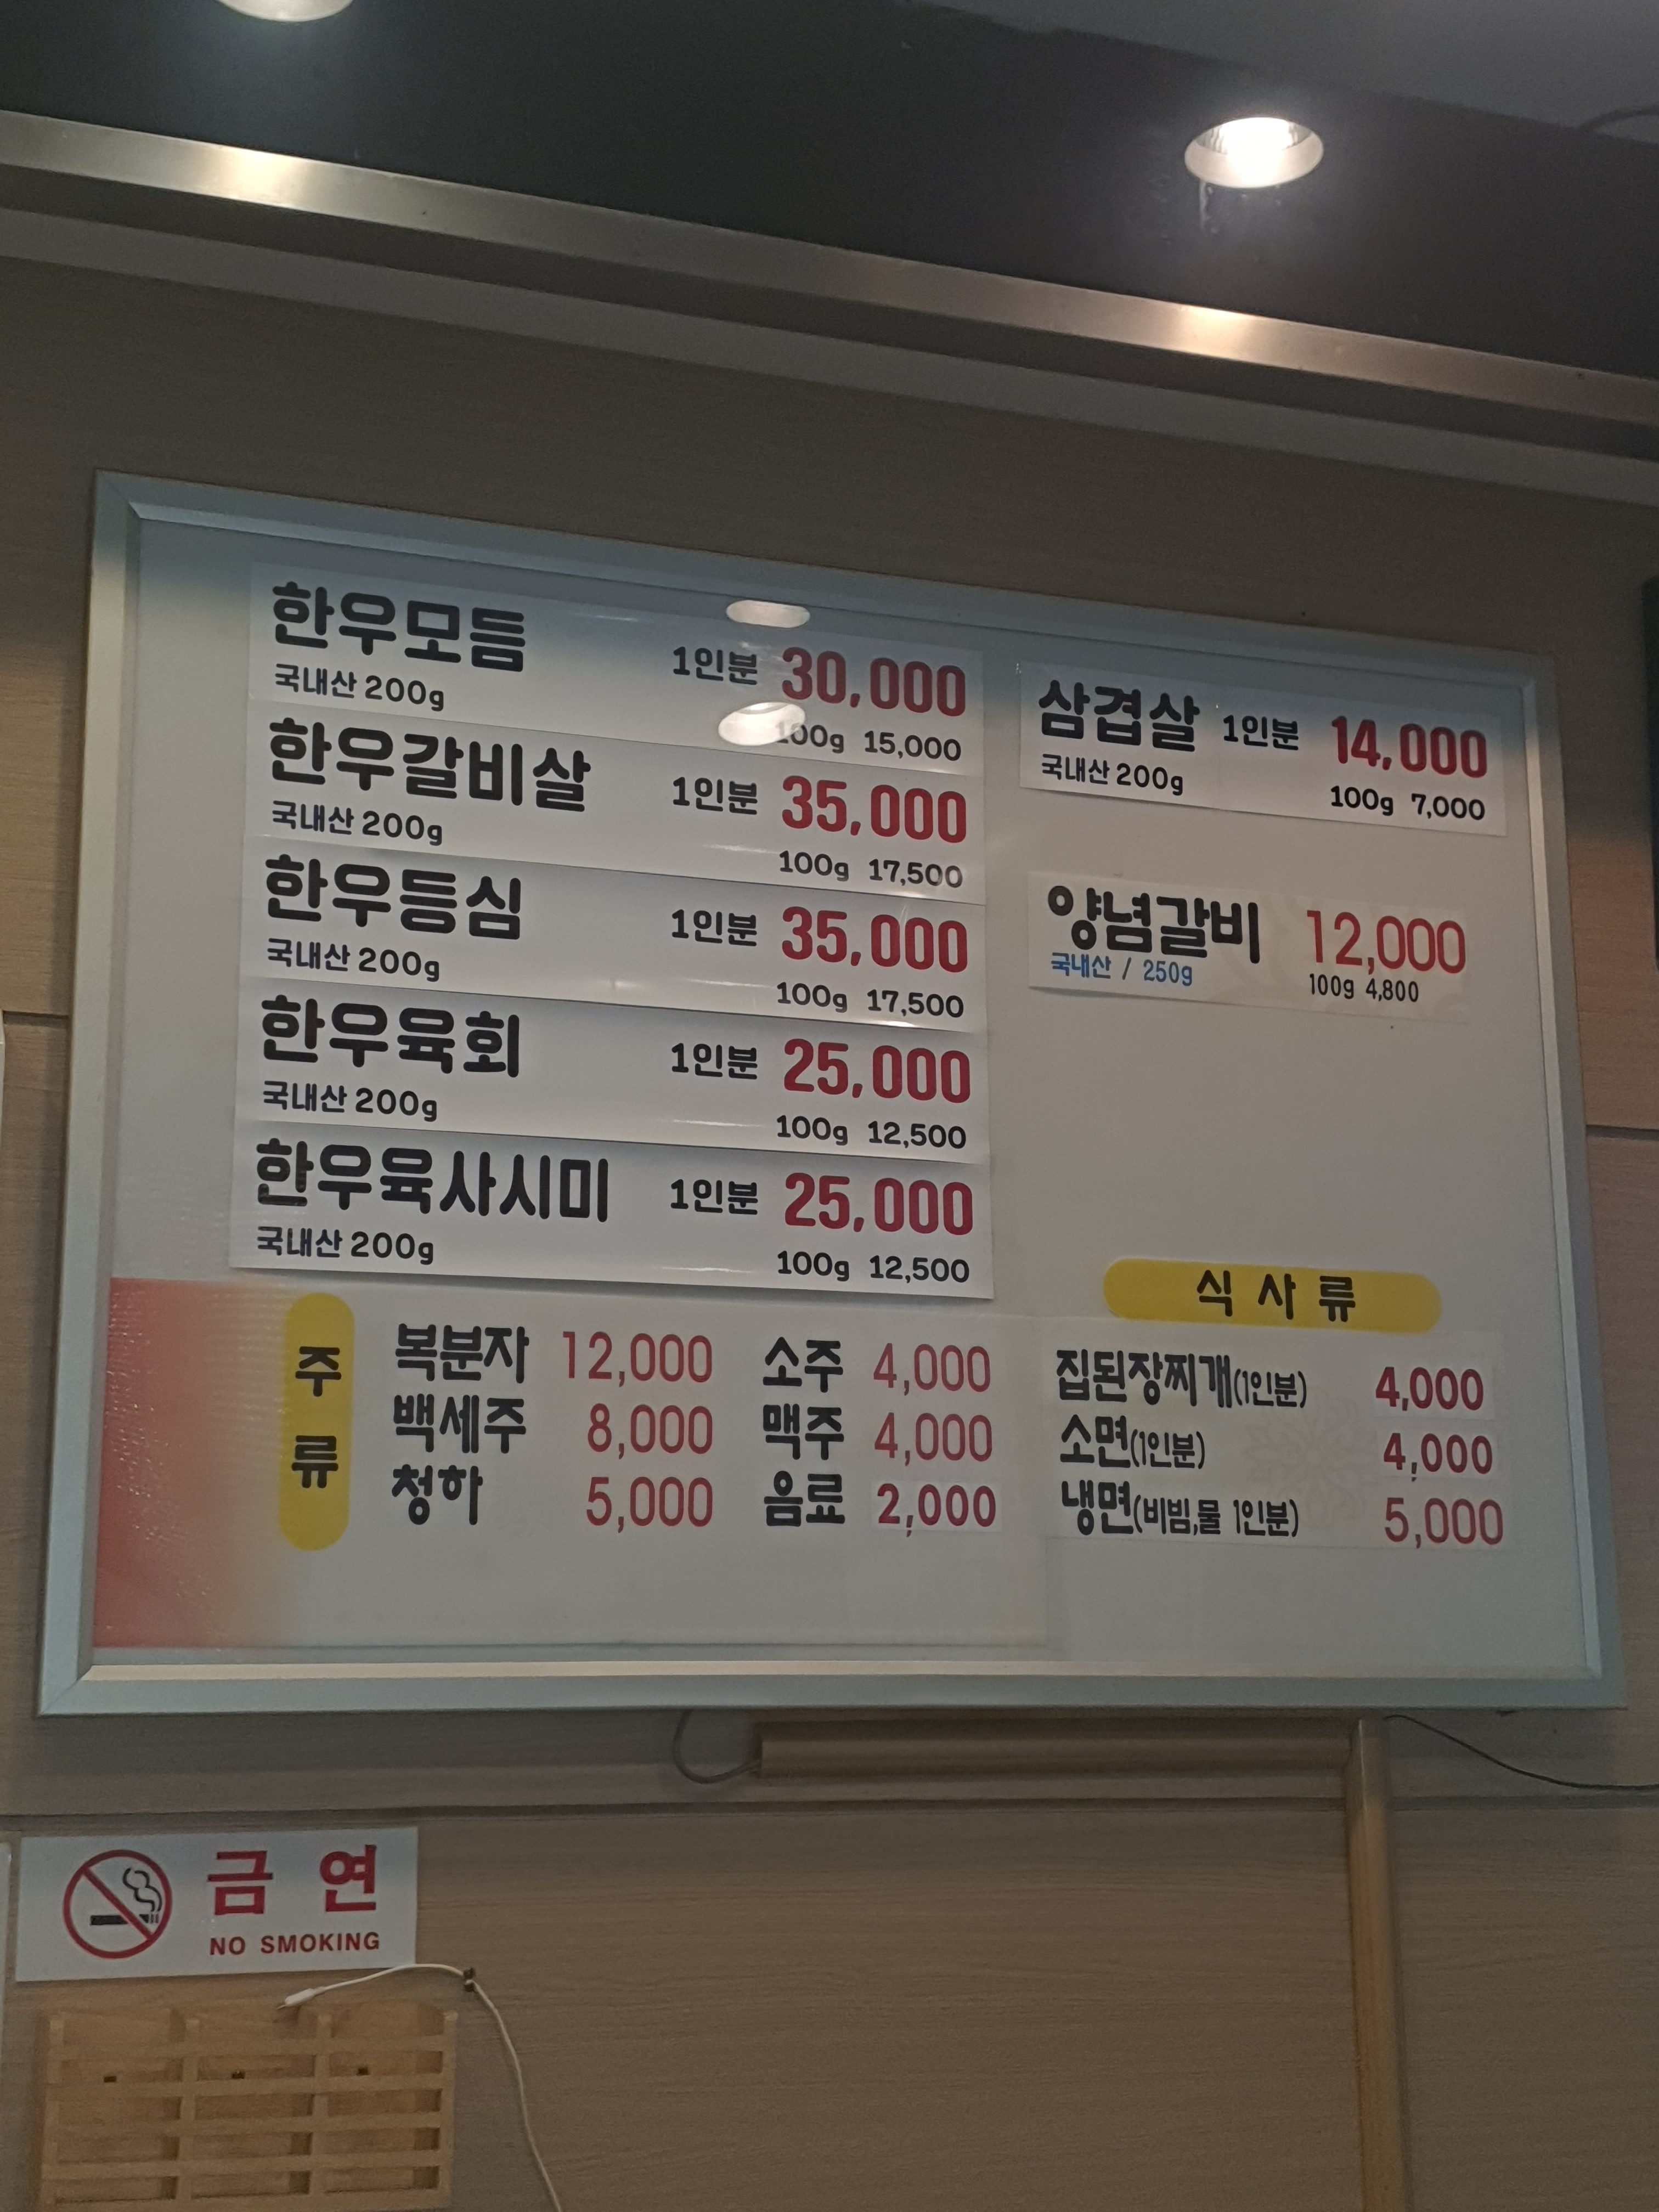 한우모듬 1인분 30,000
국내산 200g 100g 15,000
한우갈비살 1인분 35,000
국내산 200g 100g 17,500
한우등심 1인분 35,000
국내산 200g 100g 17,500
한우육회 1인분 25,000
국내산 200g 100g 12,500
한우육사시미 1인분 25,000
국내산 200g 100g 12,500
삼겹살 1인분 14,000
국내산 200g 100g 7,000
양념갈비 12,000
국내산 / 250g 100g 4,800
주류
복분자 12,000 소주 4,000
백세주 8,000 맥주 4,000
청하 5,000 음료 2,000
식사류
집된장찌개(1인분) 4,000
소면(1인분) 4,000
냉면(비빔,물 1인분) 5,000
금연
NO SMOKING